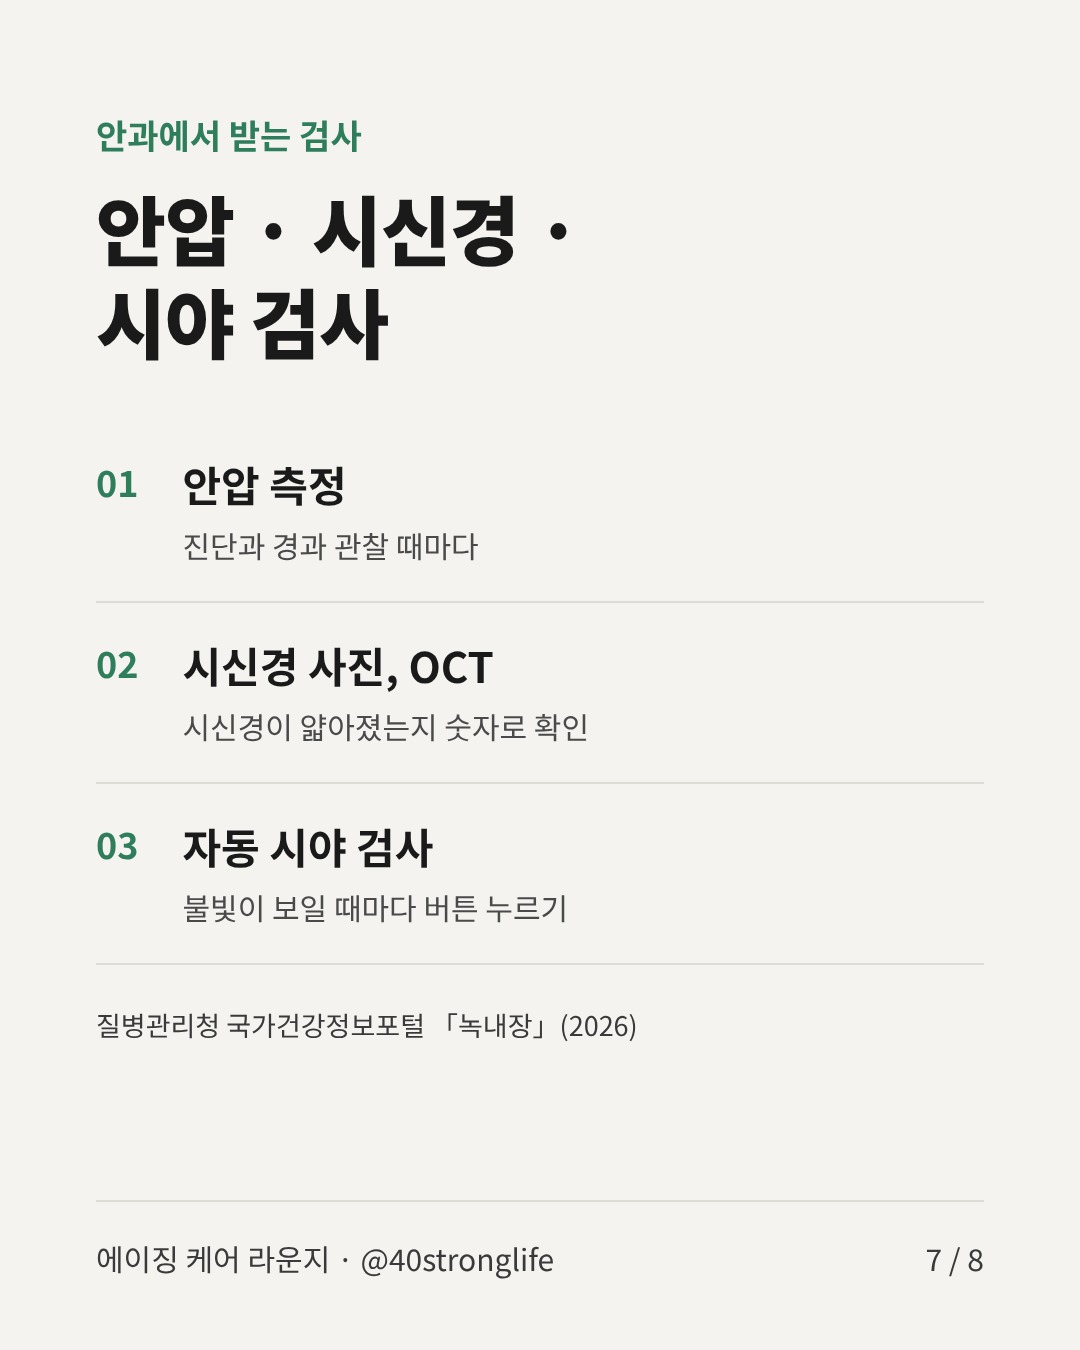 안과에서 받는 검사
안압 · 시신경 ·
시야 검사
01 안압 측정
진단과 경과 관찰 때마다
02 시신경 사진, OCT
시신경이 얇아졌는지 숫자로 확인
03 자동 시야 검사
불빛이 보일 때마다 버튼 누르기
질병관리청 국가건강정보포털 「녹내장」(2026)
에이징 케어 라운지 · @40stronglife
7 / 8